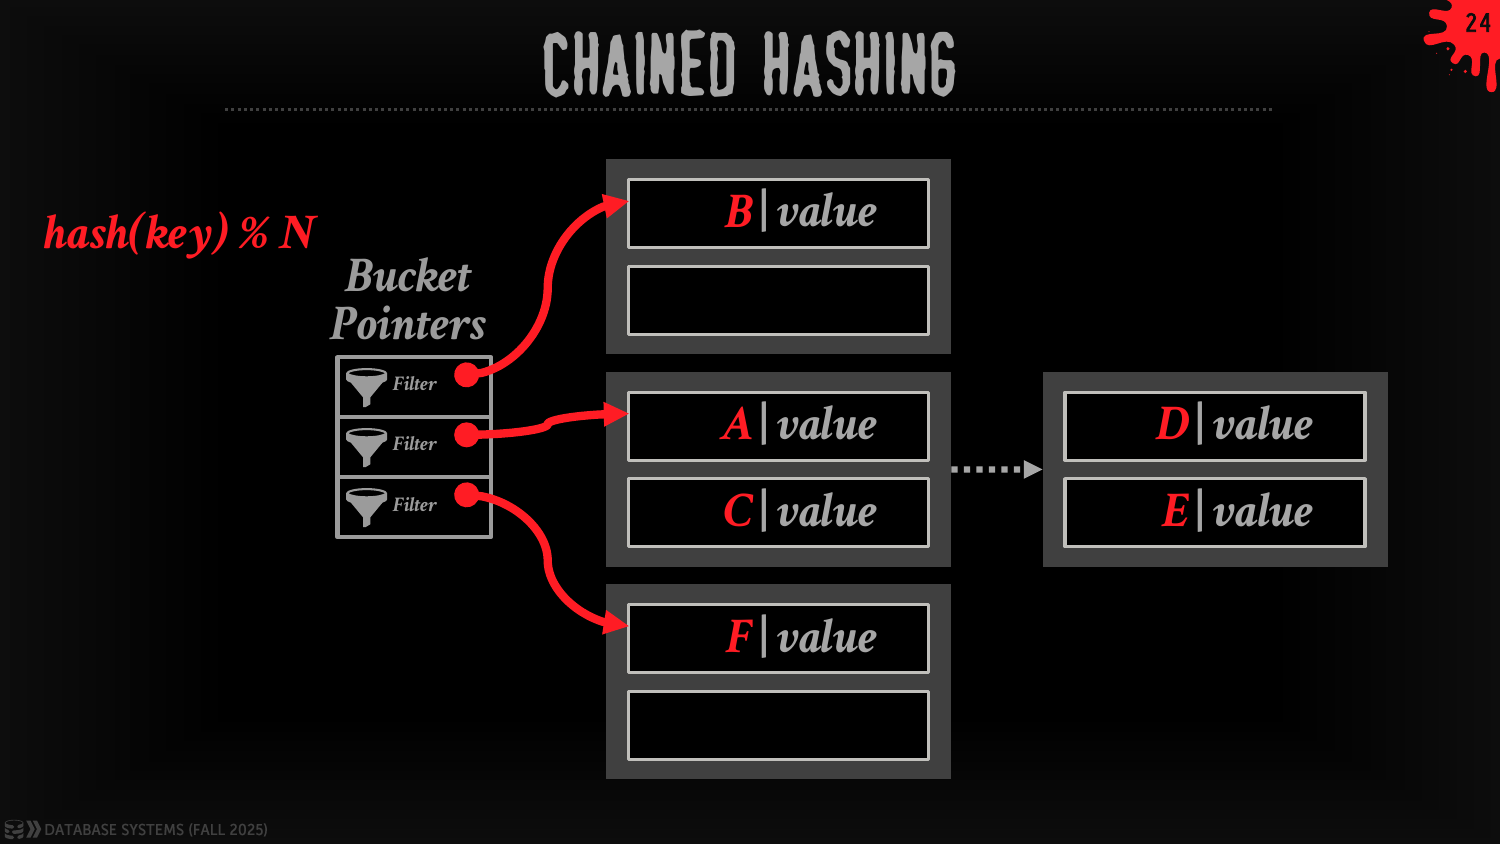 24
CHAINED HASHING
hash(key) % N
Bucket
Pointers
Filter
Filter
Filter
B|value
A|value
C|value
D|value
E|value
F|value
DATABASE SYSTEMS (FALL 2025)